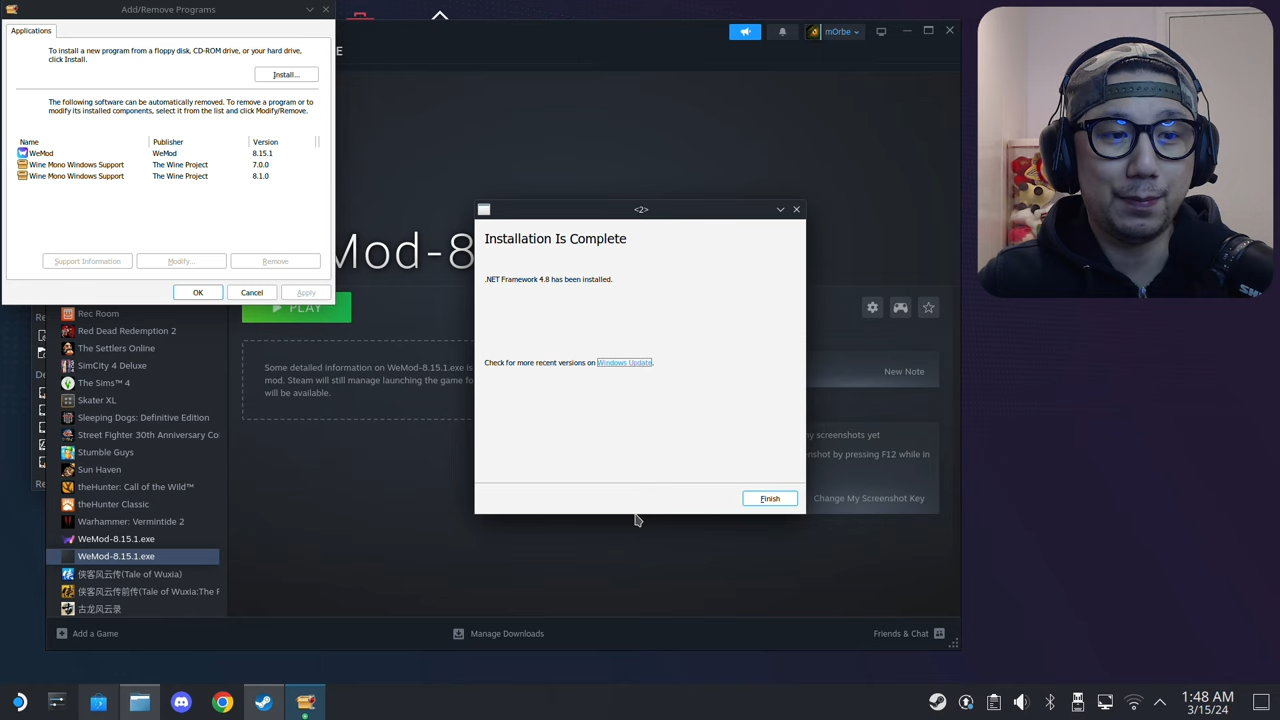 Add/Remove Programs
Applications
To install a new program from a floppy disk, CD-ROM drive, or your hard drive,
click Install.
Install...
The following software can be automatically removed. To remove a program or to
modify its installed components, select it from the list and click Modify/Remove.
Name Publisher Version
WeMod WeMod 8.15.1
Wine Mono Windows Support The Wine Project 7.0.0
Wine Mono Windows Support The Wine Project 8.1.0
Support Information Modify... Remove
OK Cancel Apply
mOrbe
E
Mod-8
PLAY
Some detailed information on WeMod-8.15.1.exe is
mod. Steam will still manage launching the game fo
will be available.
<2>
Installation Is Complete
.NET Framework 4.8 has been installed.
Check for more recent versions on Windows Update.
Finish
New Note
y screenshots yet
enshot by pressing F12 while in
Change My Screenshot Key
Re
De
Re
Rec Room
Red Dead Redemption 2
The Settlers Online
SimCity 4 Deluxe
The Sims™ 4
Skater XL
Sleeping Dogs: Definitive Edition
Street Fighter 30th Anniversary Co
Stumble Guys
Sun Haven
theHunter: Call of the Wild™
theHunter Classic
Warhammer: Vermintide 2
WeMod-8.15.1.exe
WeMod-8.15.1.exe
侠客风云传(Tale of Wuxia)
侠客风云传前传(Tale of Wuxia:The F
古龙风云录
Add a Game
Manage Downloads
Friends & Chat
1:48 AM
3/15/24